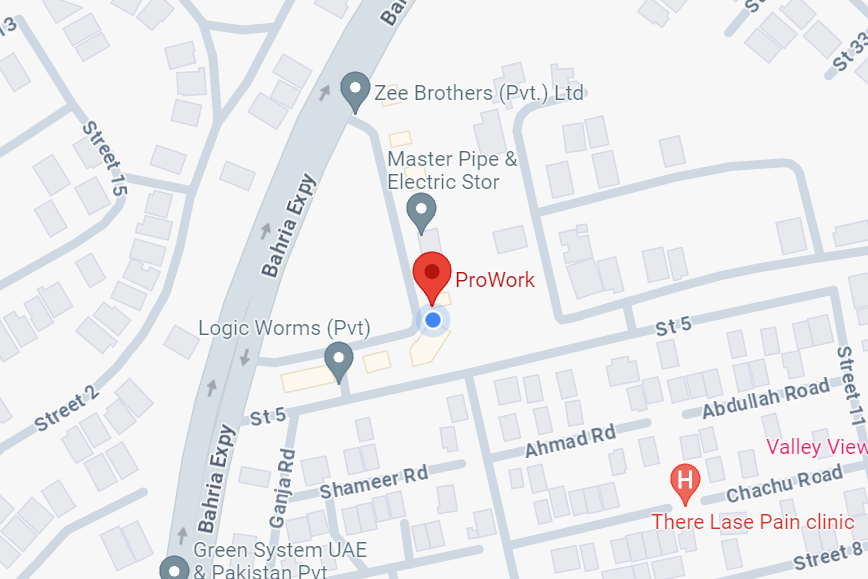 13
Bah
St 33
Zee Brothers (Pvt.) Ltd
Street 15
Master Pipe &
Electric Stor
Bahria Expy
ProWork
Logic Worms (Pvt)
St 5
Street 11
Street 2
Abdullah Road
St 5
Ahmad Rd
Valley View
Bahria Expy
Ganja Rd
Shameer Rd
H
Chachu Road
There Lase Pain clinic
Green System UAE
& Pakistan Pvt
Street 8